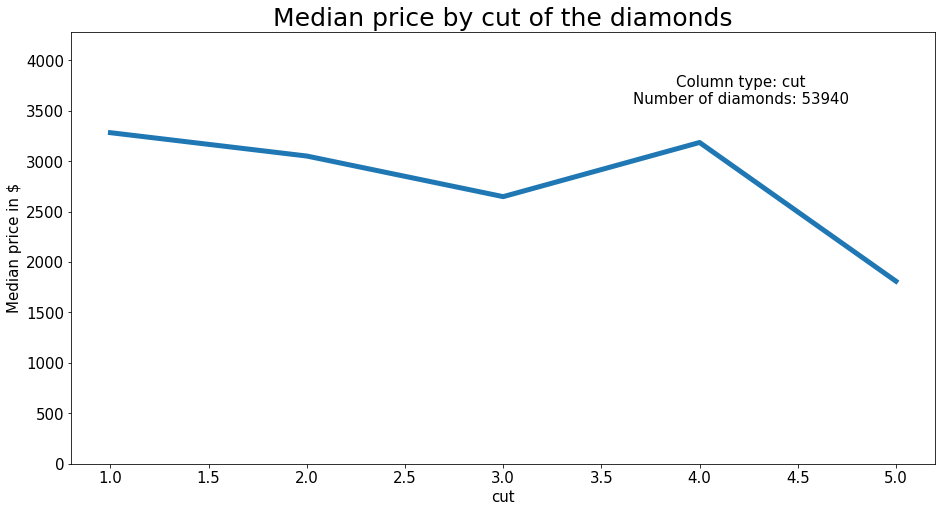 Median price by cut of the diamonds
Column type: cut
Number of diamonds: 53940
Median price in $
4000
3500
3000
2500
2000
1500
1000
500
0
1.0 1.5 2.0 2.5 3.0 3.5 4.0 4.5 5.0
cut